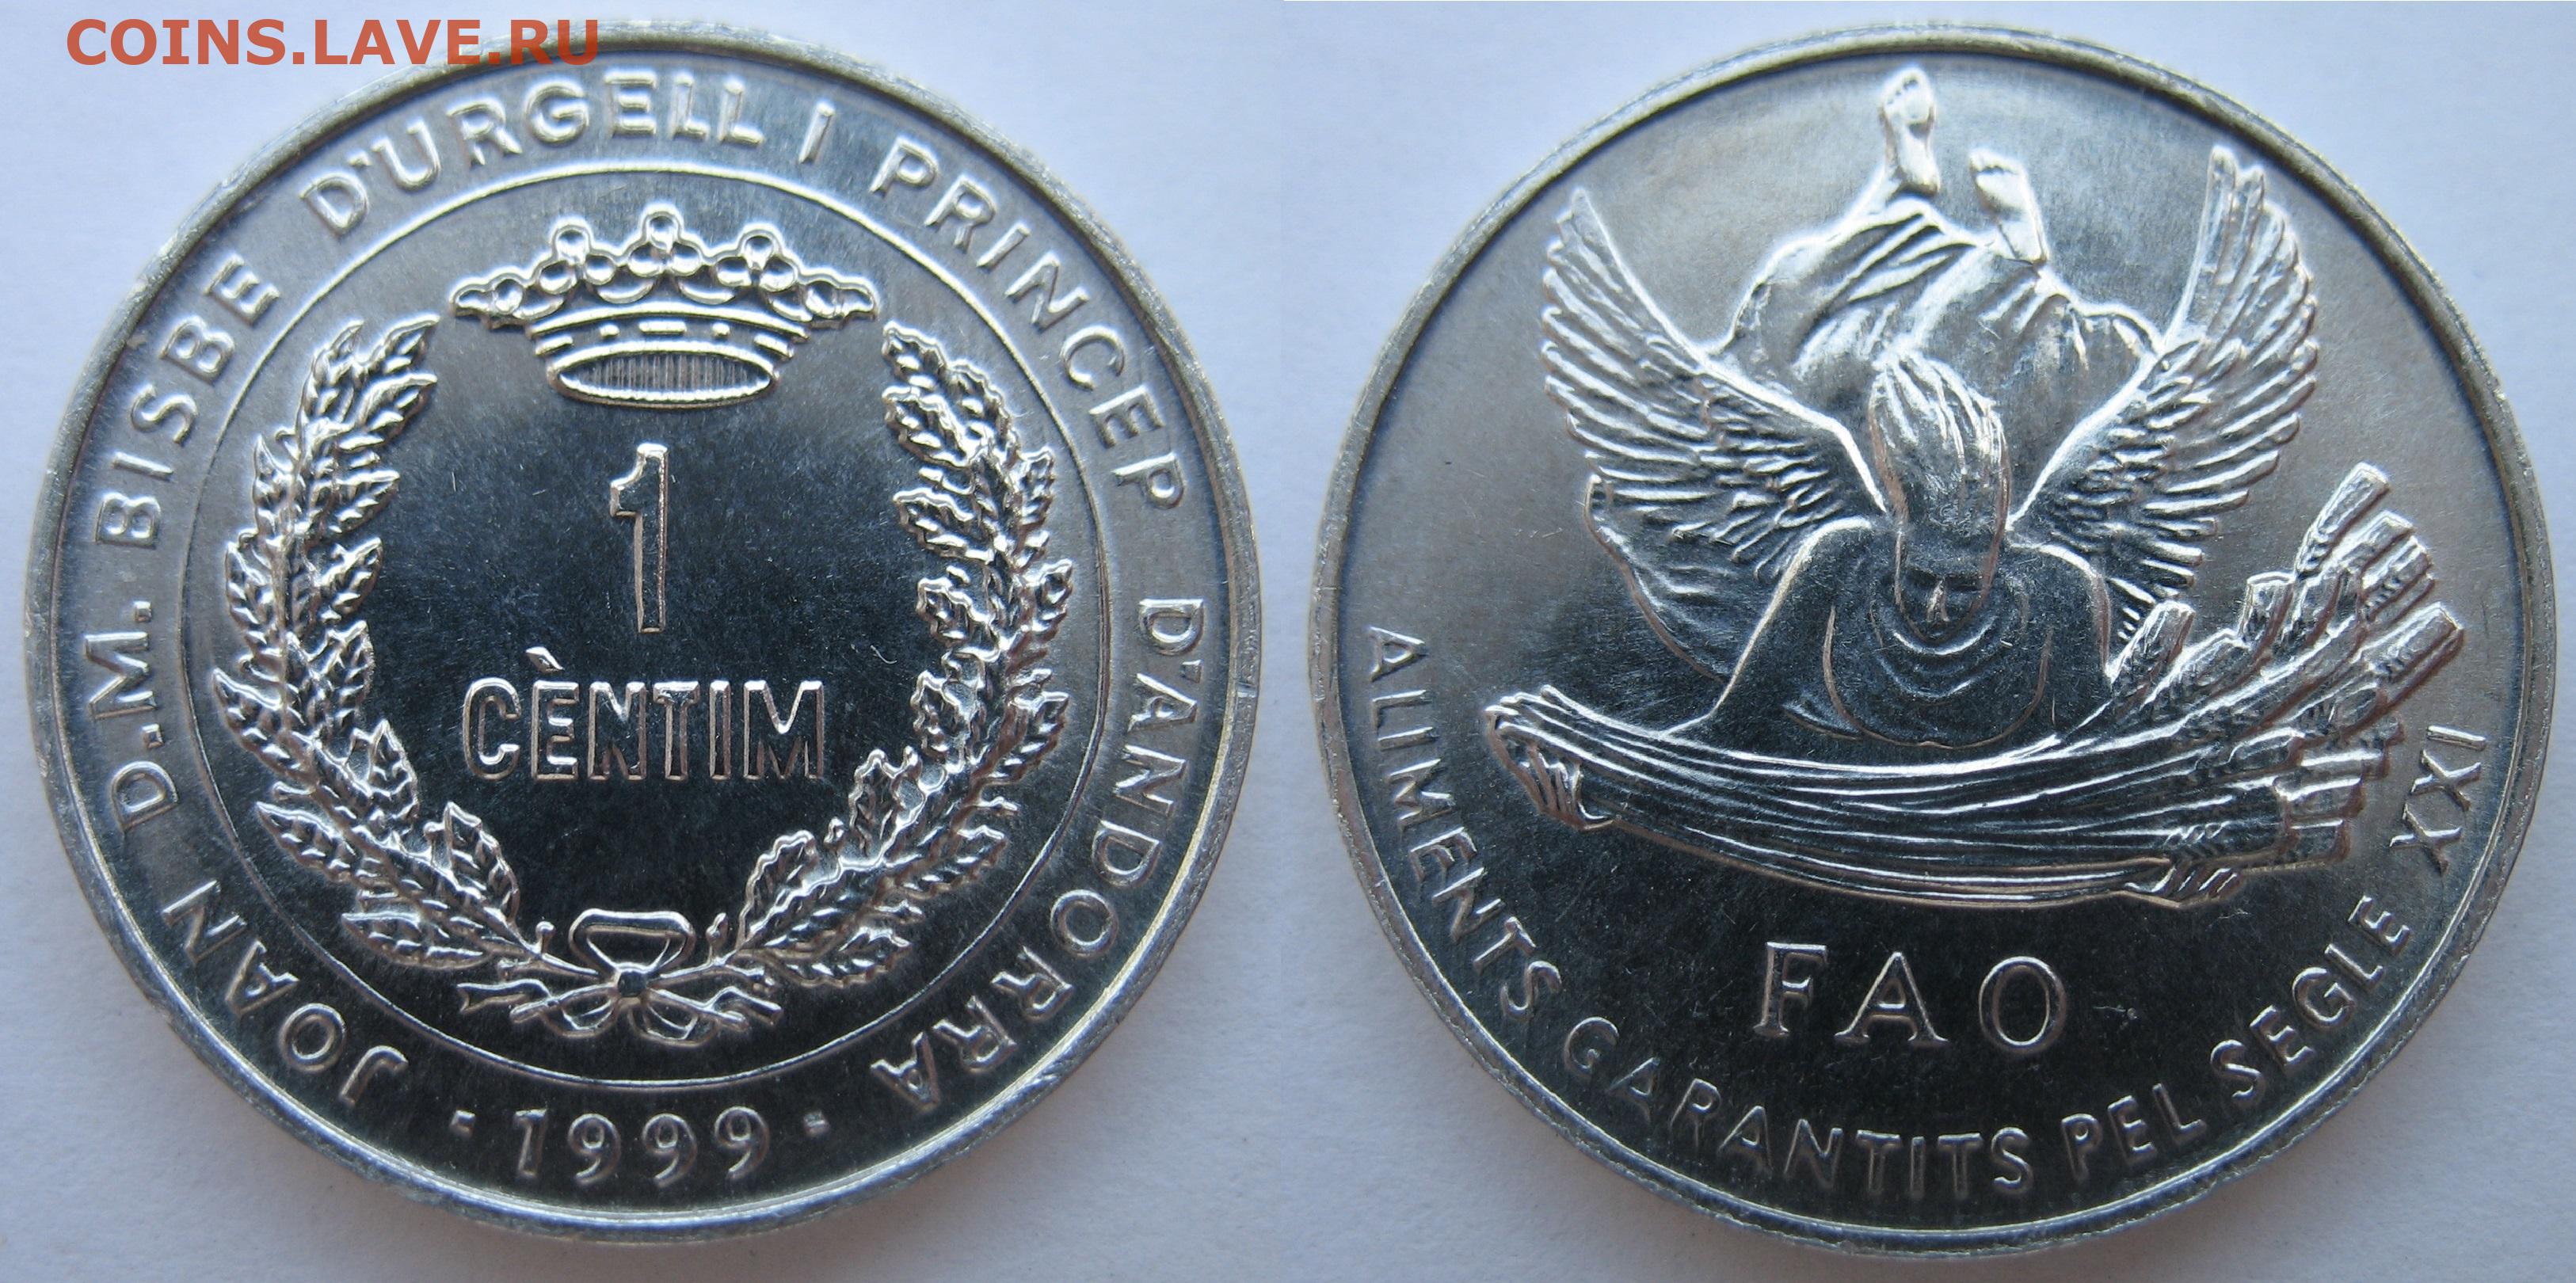 COINS.LAVE.RU
JOAN D.M. BISBE D'URGELL I PRINCEP D'ANDORRA
1
CÈNTIM
· 1999 ·
FAO
ALIMENTS GARANTITS PEL SEGLE XXI